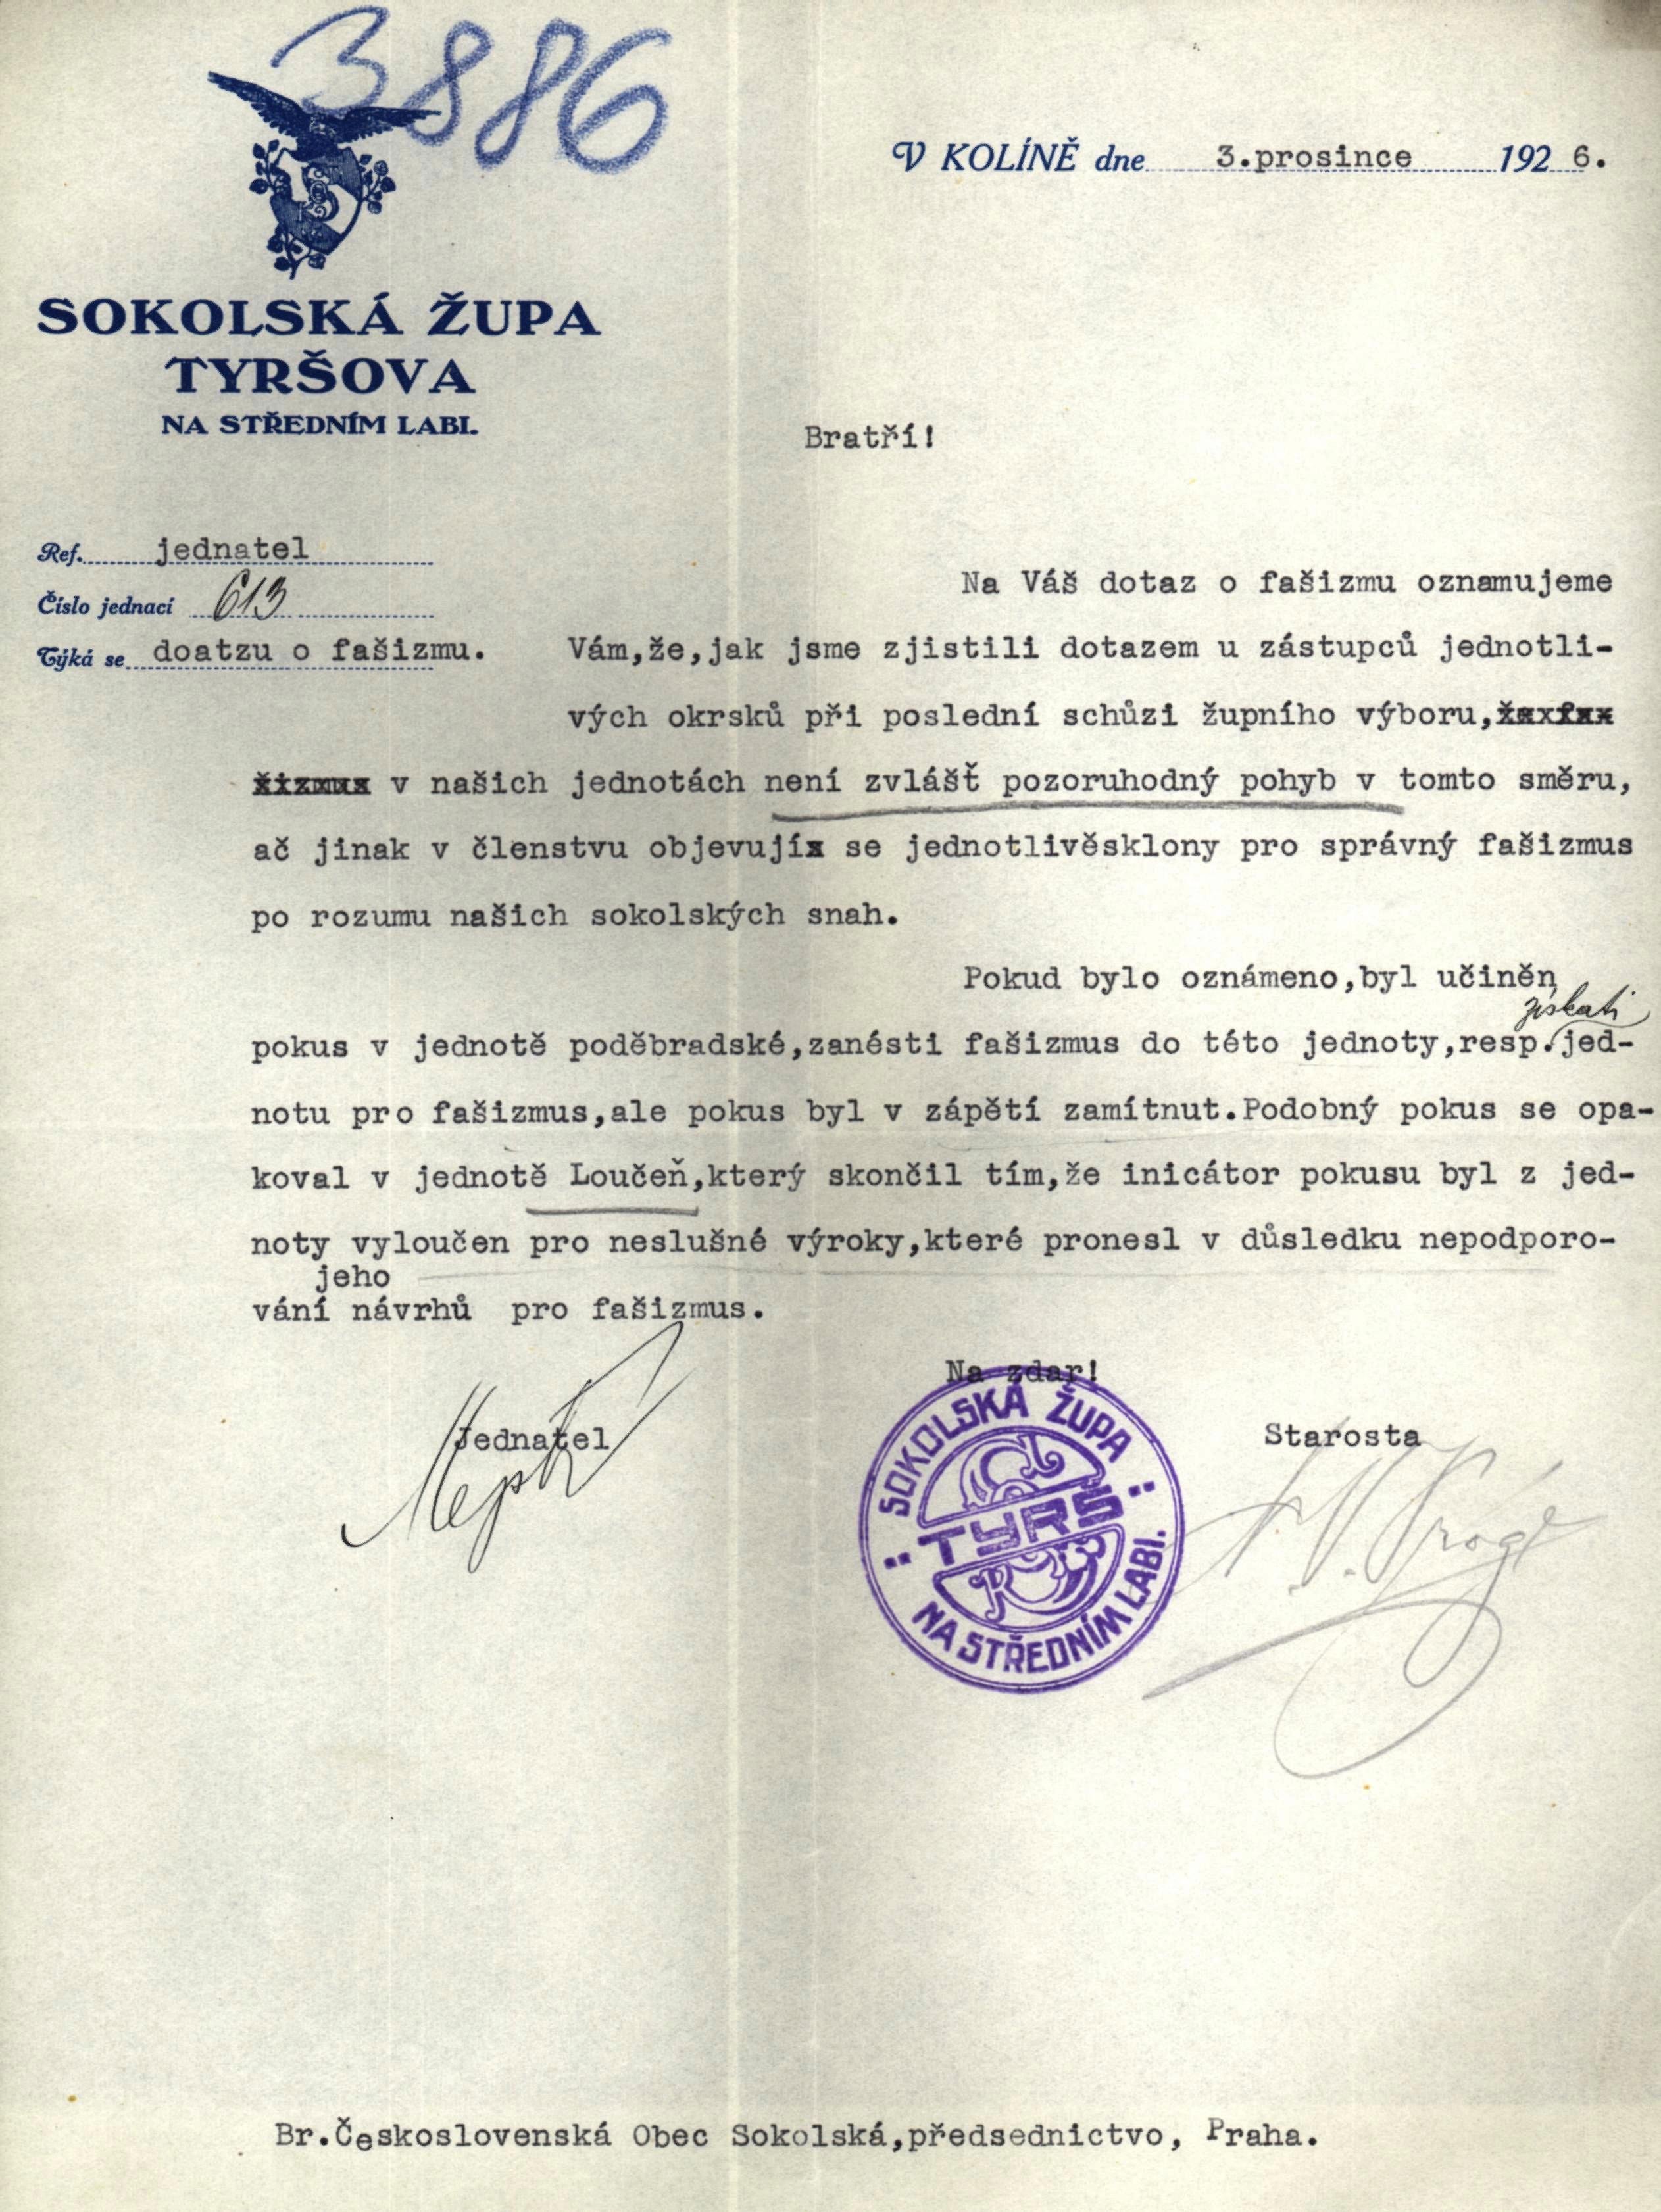 3886
V KOLÍNĚ dne 3.prosince 192 6.
SOKOLSKÁ ŽUPA
TYRŠOVA
NA STŘEDNÍM LABI.
Bratří!
Ref. jednatel
Číslo jednací 613
Týká se doatzu o fašizmu.
Na Váš dotaz o fašizmu oznamujeme
Vám,že,jak jsme zjistili dotazem u zástupců jednotli-
vých okrsků při poslední schůzi župního výboru,
v našich jednotách není zvlášť pozoruhodný pohyb v tomto směru,
ač jinak v členstvu objevujíx se jednotlivěsklony pro správný fašizmus
po rozumu našich sokolských snah.
Pokud bylo oznámeno,byl učiněn
získati
pokus v jednotě poděbradské,zanésti fašizmus do této jednoty,resp.jed-
notu pro fašizmus,ale pokus byl v zápětí zamítnut.Podobný pokus se opa-
koval v jednotě Loučeň,který skončil tím,že inicátor pokusu byl z jed-
noty vyloučen pro neslušné výroky,které pronesl v důsledku nepodporo-
jeho
vání návrhů pro fašizmus.
Na zdar!
Jednatel
Starosta
SOKOLSKÁ ŽUPA
TYRŠ
NA STŘEDNÍM LABI.
Br.Československá Obec Sokolská,předsednictvo, Praha.